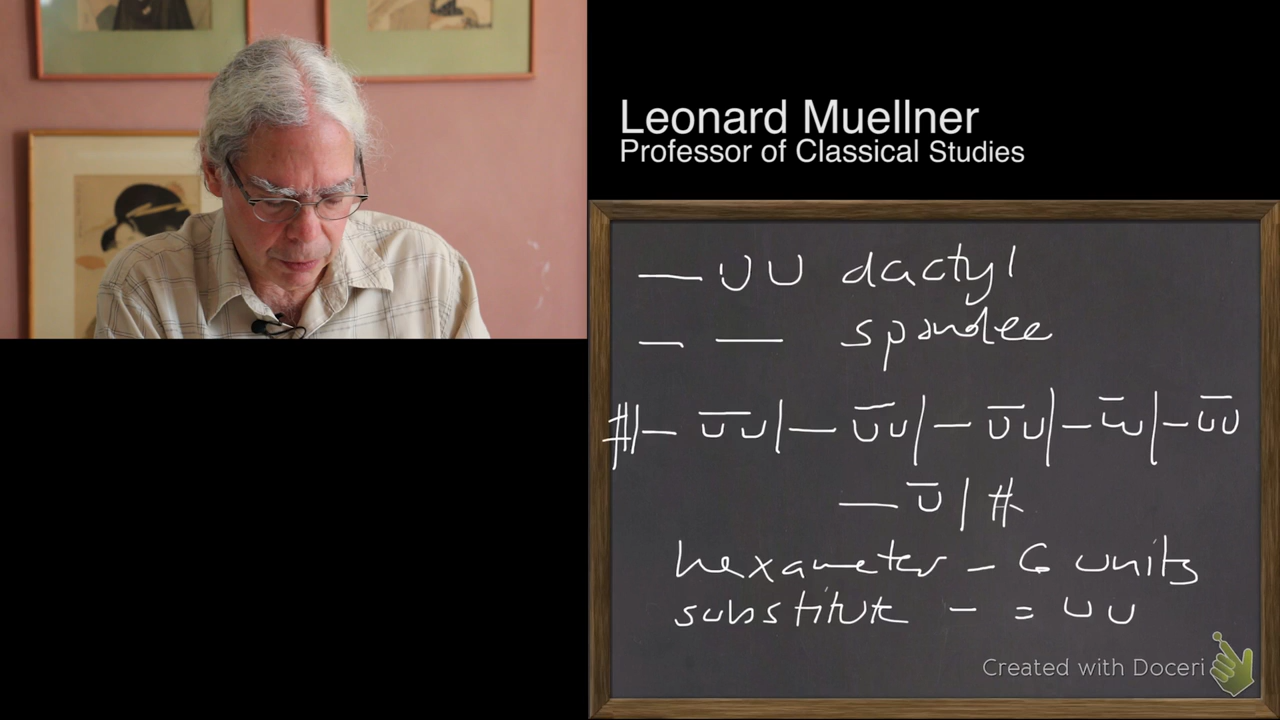 Leonard Muellner
Professor of Classical Studies
— ∪ ∪ dactyl
— — spondee
#|— ∪̅ ∪|— ∪̅ ∪|— ∪̅ ∪|— ∪̅ ∪|— ∪̅ ∪
— ∪̅ | #
hexameter – 6 units
substitute — = ∪ ∪
Created with Doceri